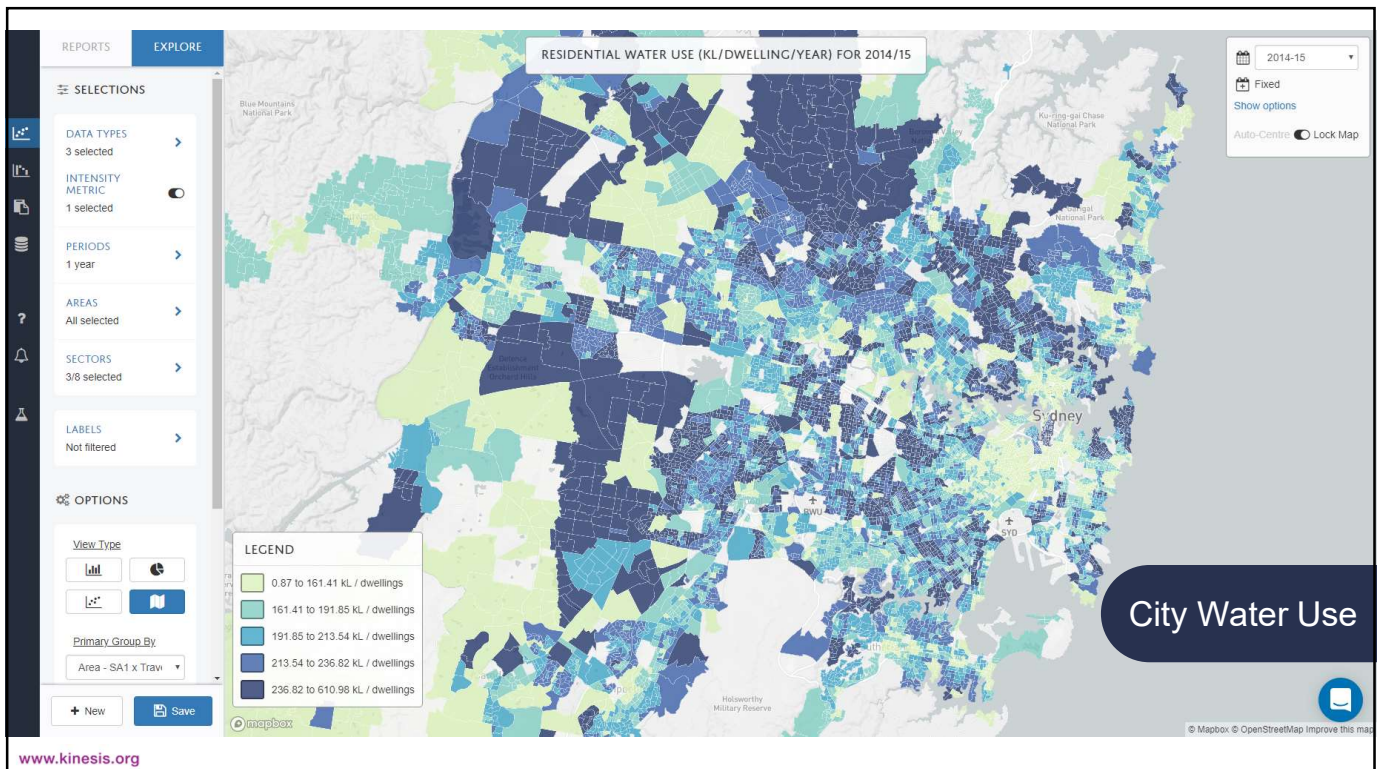 REPORTS
EXPLORE
SELECTIONS
DATA TYPES
3 selected
INTENSITY
METRIC
1 selected
PERIODS
1 year
AREAS
All selected
SECTORS
3/8 selected
LABELS
Not filtered
OPTIONS
View Type
Primary Group By
Area - SA1 x Trav
+ New
Save
RESIDENTIAL WATER USE (KL/DWELLING/YEAR) FOR 2014/15
2014-15
Fixed
Show options
Auto-Centre
Lock Map
Blue Mountains
National Park
Ku-ring-gai Chase
National Park
National Park
Defence
Establishment
Orchard Hills
Sydney
BWU
SYD
Holsworthy
Military Reserve
LEGEND
0.87 to 161.41 kL / dwellings
161.41 to 191.85 kL / dwellings
191.85 to 213.54 kL / dwellings
213.54 to 236.82 kL / dwellings
236.82 to 610.98 kL / dwellings
City Water Use
mapbox
© Mapbox © OpenStreetMap Improve this map
www.kinesis.org